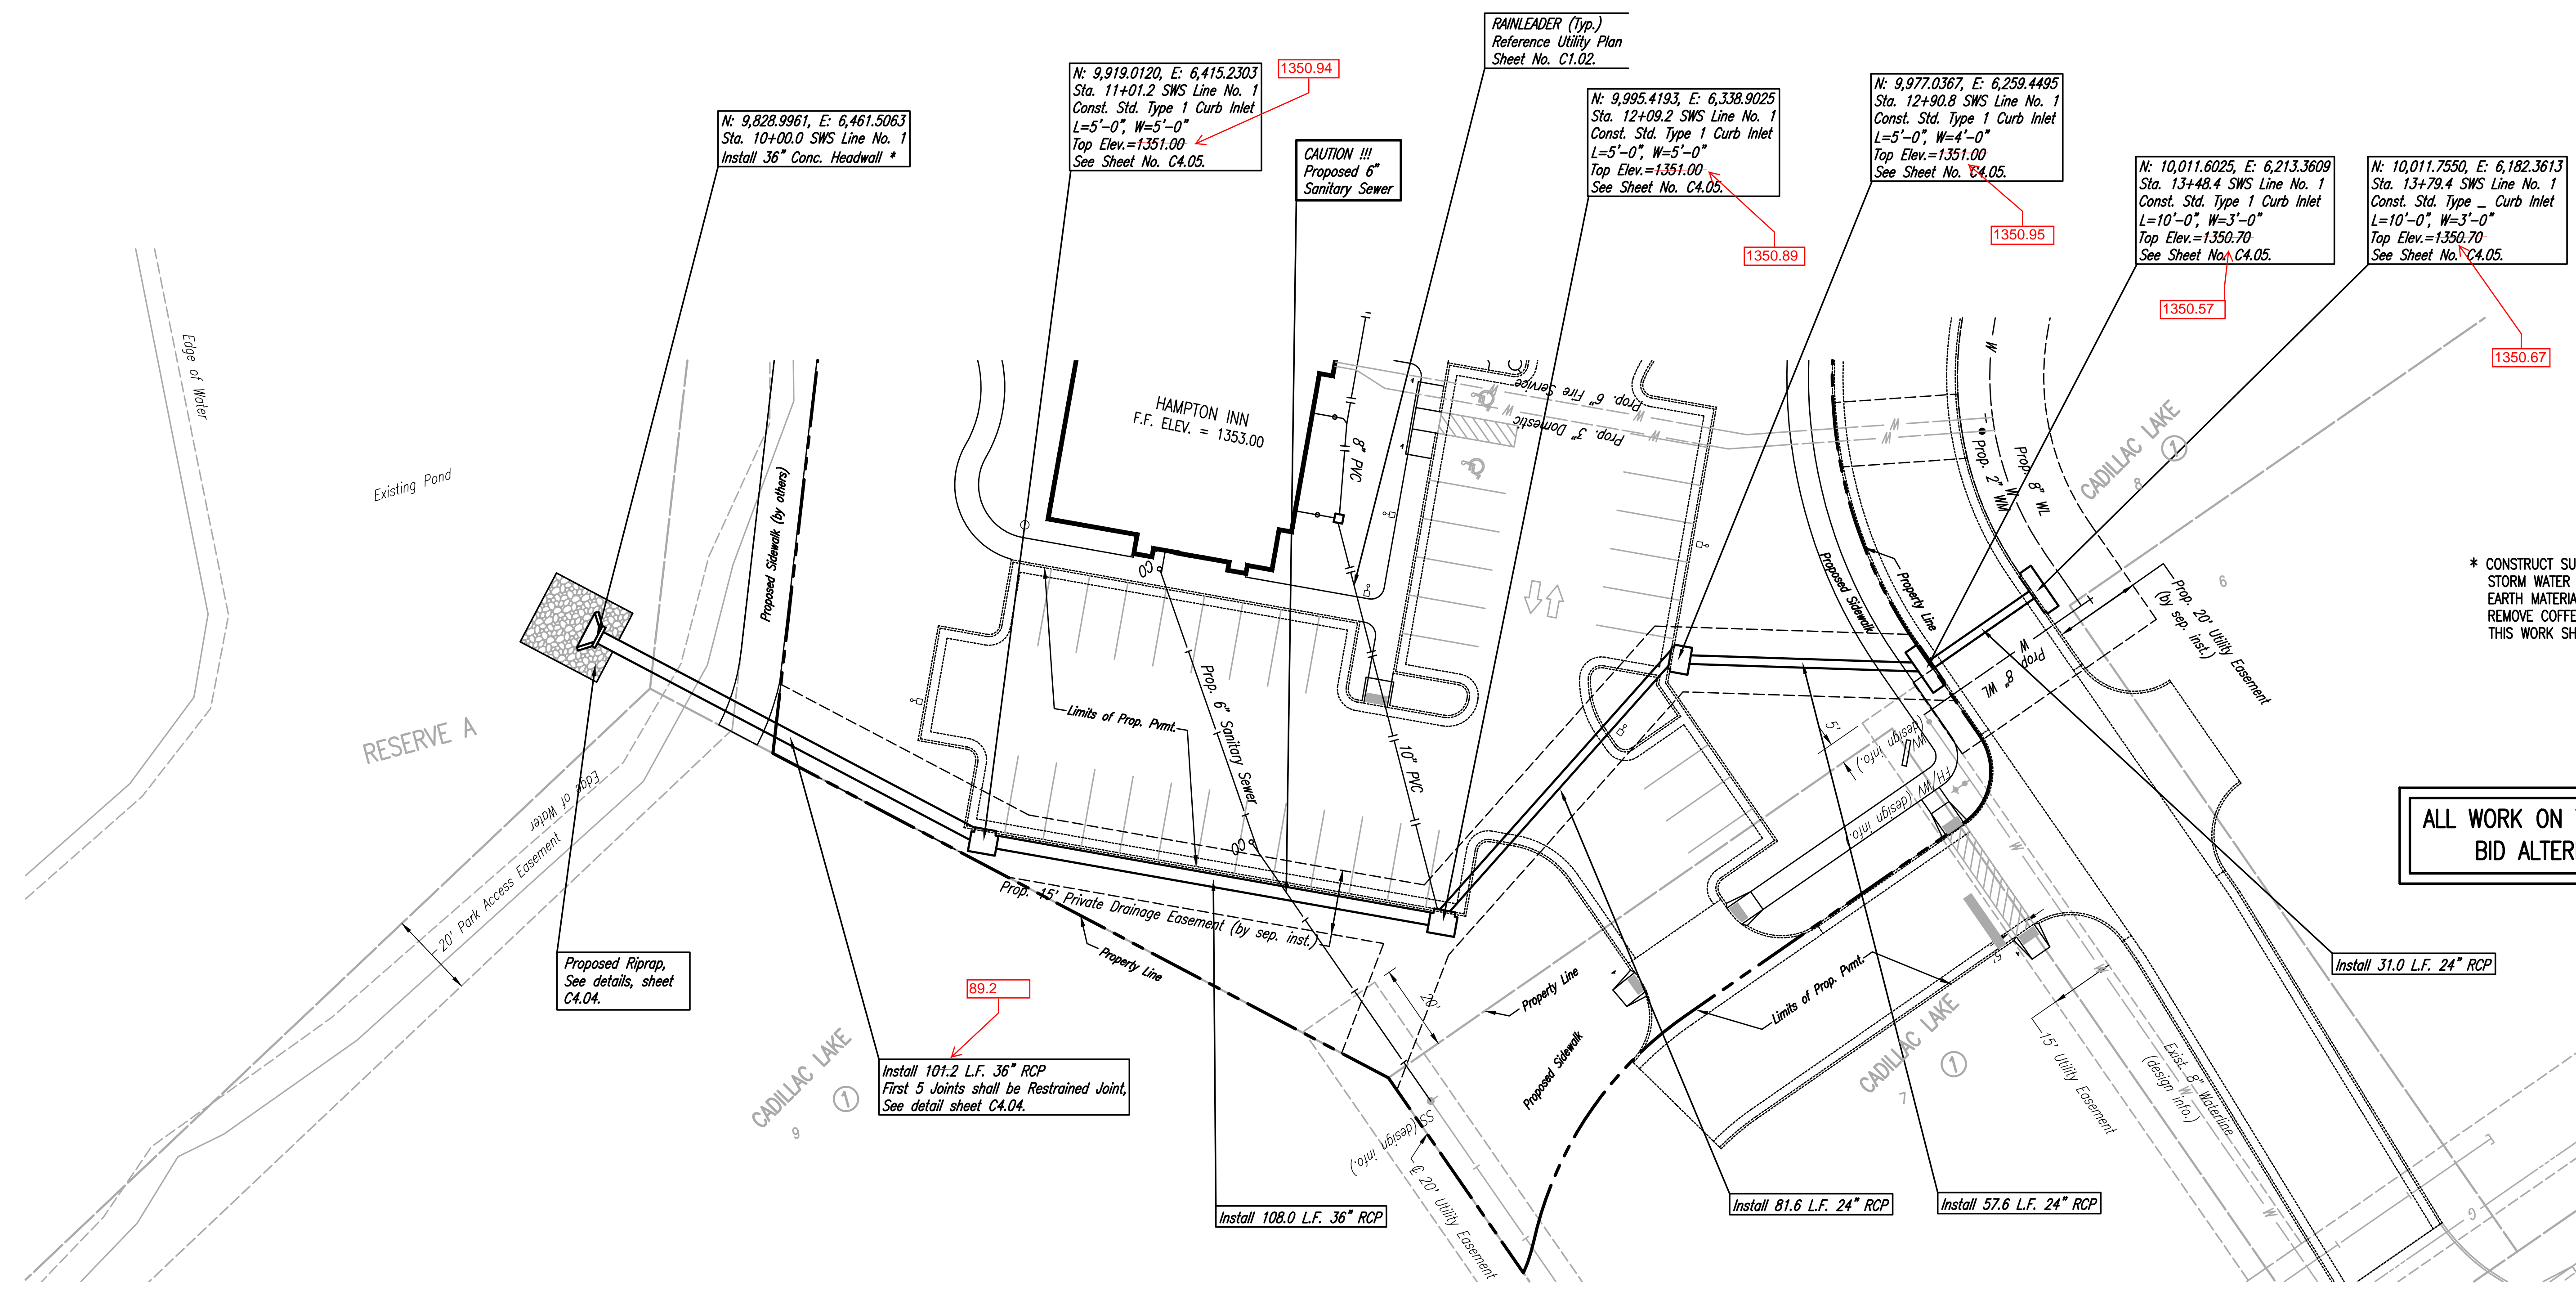 RAINLEADER (Typ.)
Reference Utility Plan
Sheet No. C1.02.
N: 9,828.9961, E: 6,461.5063
Sta. 10+00.0 SWS Line No. 1
Install 36" Conc. Headwall *
N: 9,919.0120, E: 6,415.2303
Sta. 11+01.2 SWS Line No. 1
Const. Std. Type 1 Curb Inlet
L=5'-0", W=5'-0"
Top Elev.=1351.00
See Sheet No. C4.05.
1350.94
CAUTION !!!
Proposed 6"
Sanitary Sewer
N: 9,995.4193, E: 6,338.9025
Sta. 12+09.2 SWS Line No. 1
Const. Std. Type 1 Curb Inlet
L=5'-0", W=5'-0"
Top Elev.=1351.00
See Sheet No. C4.05.
1350.89
N: 9,977.0367, E: 6,259.4495
Sta. 12+90.8 SWS Line No. 1
Const. Std. Type 1 Curb Inlet
L=5'-0", W=4'-0"
Top Elev.=1351.00
See Sheet No. C4.05.
1350.95
N: 10,011.6025, E: 6,213.3609
Sta. 13+48.4 SWS Line No. 1
Const. Std. Type 1 Curb Inlet
L=10'-0", W=3'-0"
Top Elev.=1350.70
See Sheet No. C4.05.
1350.57
N: 10,011.7550, E: 6,182.3613
Sta. 13+79.4 SWS Line No. 1
Const. Std. Type _ Curb Inlet
L=10'-0", W=3'-0"
Top Elev.=1350.70
See Sheet No. C4.05.
1350.67
Edge of Water
Existing Pond
RESERVE A
Edge of Water
20' Park Access Easement
Proposed Sidewalk (by others)
HAMPTON INN
F.F. ELEV. = 1353.00
8" PVC
Prop. 6" Fire Service
Prop. 3" Domestic
W
W
W
W
W
W
CO
Limits of Prop. Pvmt.
Prop. 6" Sanitary Sewer
CO
10" PVC
Prop. 15' Private Drainage Easement (by sep. inst.)
Property Line
Proposed Sidewalk
Property Line
Prop. 2" WM
Prop. 8" WL
W
CADILLAC LAKE
1
8
6
Prop. 20' Utility Easement
(by sep. inst.)
Prop. 8" WL
W
5'
WV
(design info.)
FH/WV (design info.)
* CONSTRUCT SU
STORM WATER
EARTH MATERIA
REMOVE COFFE
THIS WORK SH
ALL WORK ON
BID ALTER
Install 31.0 L.F. 24" RCP
Proposed Riprap,
See details, sheet
C4.04.
89.2
Install 101.2 L.F. 36" RCP
First 5 Joints shall be Restrained Joint,
See detail sheet C4.04.
CADILLAC LAKE
1
9
Install 108.0 L.F. 36" RCP
20'
Property Line
Proposed Sidewalk
Limits of Prop. Pvmt.
SS (design info.)
20' Utility Easement
CADILLAC LAKE
1
7
Install 81.6 L.F. 24" RCP
Install 57.6 L.F. 24" RCP
5'
W
W
W
W
15' Utility Easement
Exist. 8" Waterline
(design info.)
G